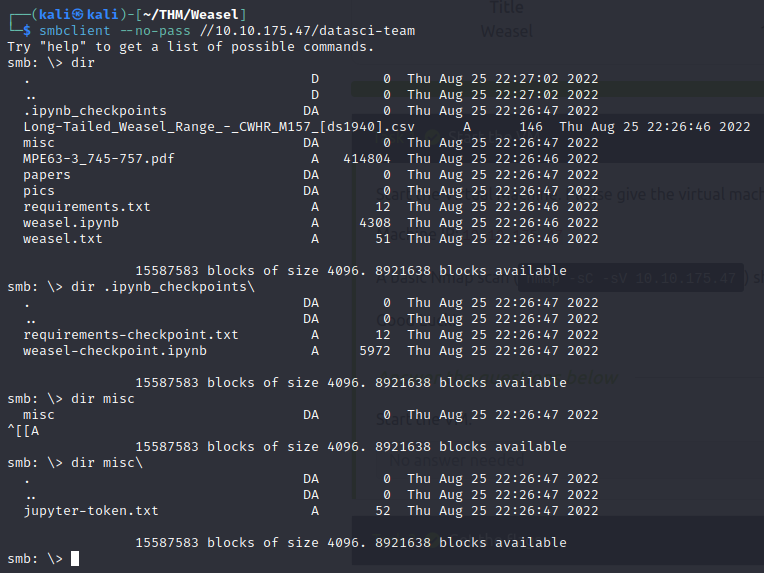 ┌──(kali㉿kali)-[~/THM/Weasel]
└─$ smbclient --no-pass //10.10.175.47/datasci-team
Try "help" to get a list of possible commands.
smb: \> dir
  .                                   D        0  Thu Aug 25 22:27:02 2022
  ..                                  D        0  Thu Aug 25 22:27:02 2022
  .ipynb_checkpoints                 DA        0  Thu Aug 25 22:26:47 2022
  Long-Tailed_Weasel_Range_-_CWHR_M157_[ds1940].csv      A      146  Thu Aug 25 22:26:46 2022
  misc                               DA        0  Thu Aug 25 22:26:47 2022
  MPE63-3_745-757.pdf                 A   414804  Thu Aug 25 22:26:46 2022
  papers                             DA        0  Thu Aug 25 22:26:47 2022
  pics                               DA        0  Thu Aug 25 22:26:47 2022
  requirements.txt                    A       12  Thu Aug 25 22:26:46 2022
  weasel.ipynb                        A     4308  Thu Aug 25 22:26:46 2022
  weasel.txt                          A       51  Thu Aug 25 22:26:46 2022
                15587583 blocks of size 4096. 8921638 blocks available
smb: \> dir .ipynb_checkpoints\
  .                                  DA        0  Thu Aug 25 22:26:47 2022
  ..                                 DA        0  Thu Aug 25 22:26:47 2022
  requirements-checkpoint.txt         A       12  Thu Aug 25 22:26:47 2022
  weasel-checkpoint.ipynb             A     5972  Thu Aug 25 22:26:47 2022
                15587583 blocks of size 4096. 8921638 blocks available
smb: \> dir misc
  misc                               DA        0  Thu Aug 25 22:26:47 2022
^[[A
                15587583 blocks of size 4096. 8921638 blocks available
smb: \> dir misc\
  .                                  DA        0  Thu Aug 25 22:26:47 2022
  ..                                 DA        0  Thu Aug 25 22:26:47 2022
  jupyter-token.txt                   A       52  Thu Aug 25 22:26:47 2022
                15587583 blocks of size 4096. 8921638 blocks available
smb: \>
Title
Weasel